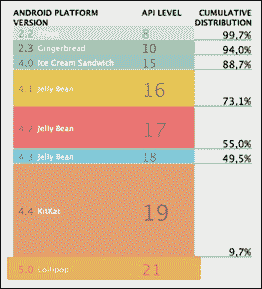 ANDROID PLATFORM VERSION API LEVEL CUMULATIVE DISTRIBUTION
2.2 Froyo 8 99,7%
2.3 Gingerbread 10 94,0%
4.0 Ice Cream Sandwich 15 88,7%
4.1 Jelly Bean 16 73,1%
4.2 Jelly Bean 17 55,0%
4.3 Jelly Bean 18 49,5%
4.4 KitKat 19 9,7%
5.0 Lollipop 21